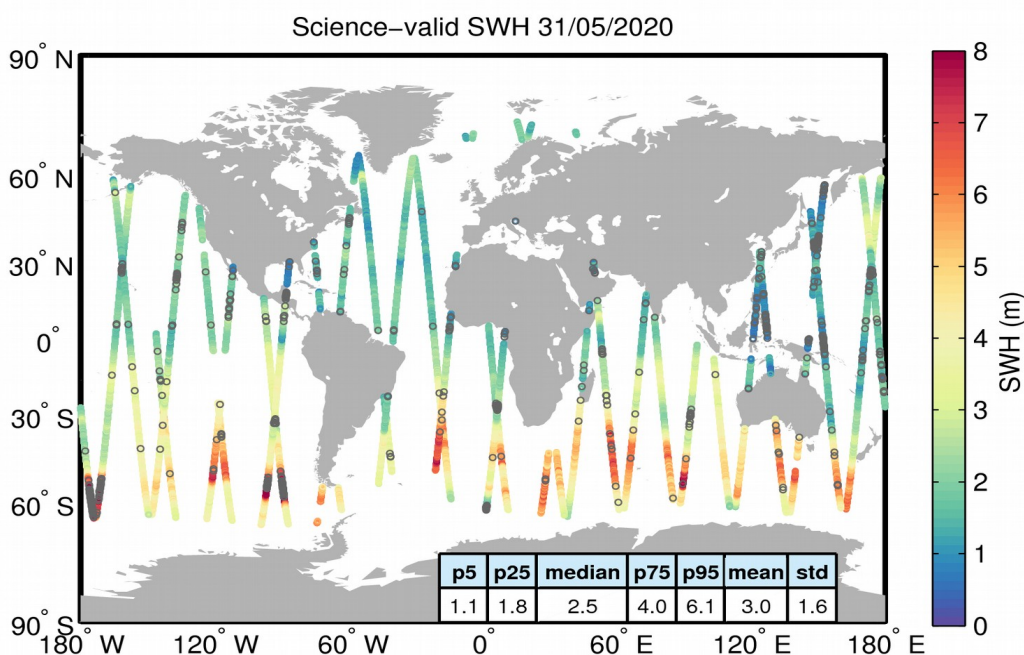 Science−valid SWH 31/05/2020
90° N
60° N
30° N
0°
30° S
60° S
90° S
180° W
120° W
60° W
0°
60° E
120° E
180° E
p5 p25 median p75 p95 mean std
1.1 1.8 2.5 4.0 6.1 3.0 1.6
8
7
6
5
4
3
2
1
0
SWH (m)